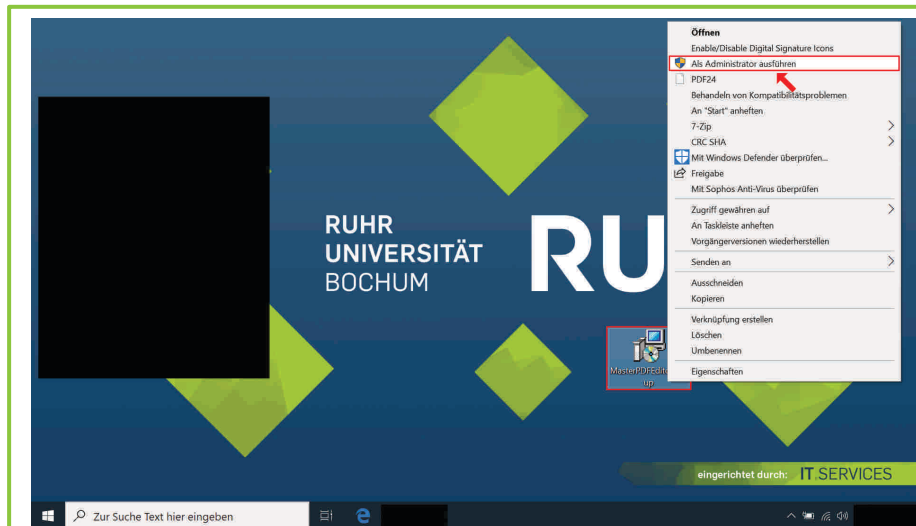 Öffnen
Enable/Disable Digital Signature Icons
Als Administrator ausführen
PDF24
Behandeln von Kompatibilitätsproblemen
An "Start" anheften
7-Zip
CRC SHA
Mit Windows Defender überprüfen...
Freigabe
Mit Sophos Anti-Virus überprüfen
Zugriff gewähren auf
An Taskleiste anheften
Vorgängerversionen wiederherstellen
Senden an
Ausschneiden
Kopieren
Verknüpfung erstellen
Löschen
Umbenennen
Eigenschaften
RUHR
UNIVERSITÄT
BOCHUM
RU
MasterPDFEdito
up
eingerichtet durch: IT.SERVICES
Zur Suche Text hier eingeben